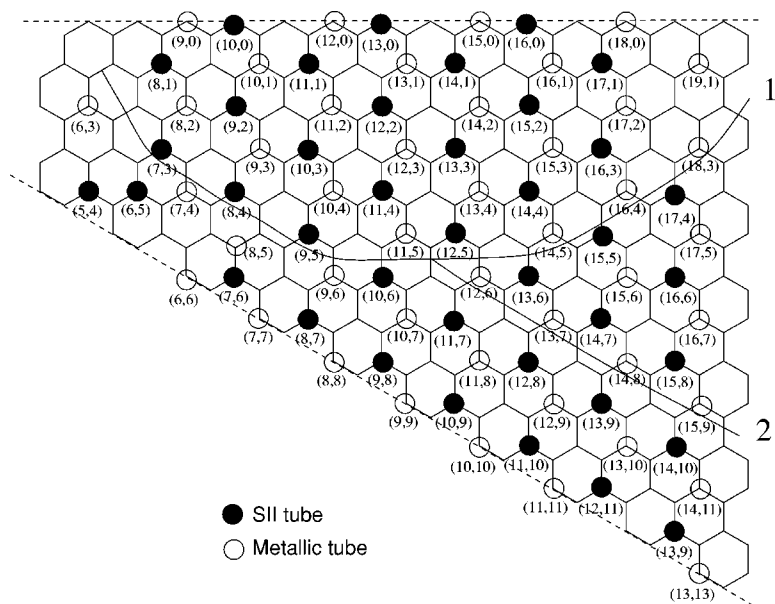 (9,0) (10,0) (12,0) (13,0) (15,0) (16,0) (18,0)
(8,1) (10,1) (11,1) (13,1) (14,1) (16,1) (17,1) (19,1)
1
(6,3) (8,2) (9,2) (11,2) (12,2) (14,2) (15,2) (17,2)
(7,3) (9,3) (10,3) (12,3) (13,3) (15,3) (16,3) (18,3)
(5,4) (6,5) (7,4) (8,4) (10,4) (11,4) (13,4) (14,4) (16,4) (17,4)
(8,5) (9,5) (11,5) (12,5) (14,5) (15,5) (17,5)
(6,6) (7,6) (9,6) (10,6) (12,6) (13,6) (15,6) (16,6)
(7,7) (8,7) (10,7) (11,7) (13,7) (14,7) (16,7)
(8,8) (9,8) (11,8) (12,8) (14,8) (15,8)
(9,9) (10,9) (12,9) (13,9) (15,9)
2
(10,10) (11,10) (13,10) (14,10)
(11,11) (12,11) (14,11)
(13,9)
(13,13)
SII tube
Metallic tube